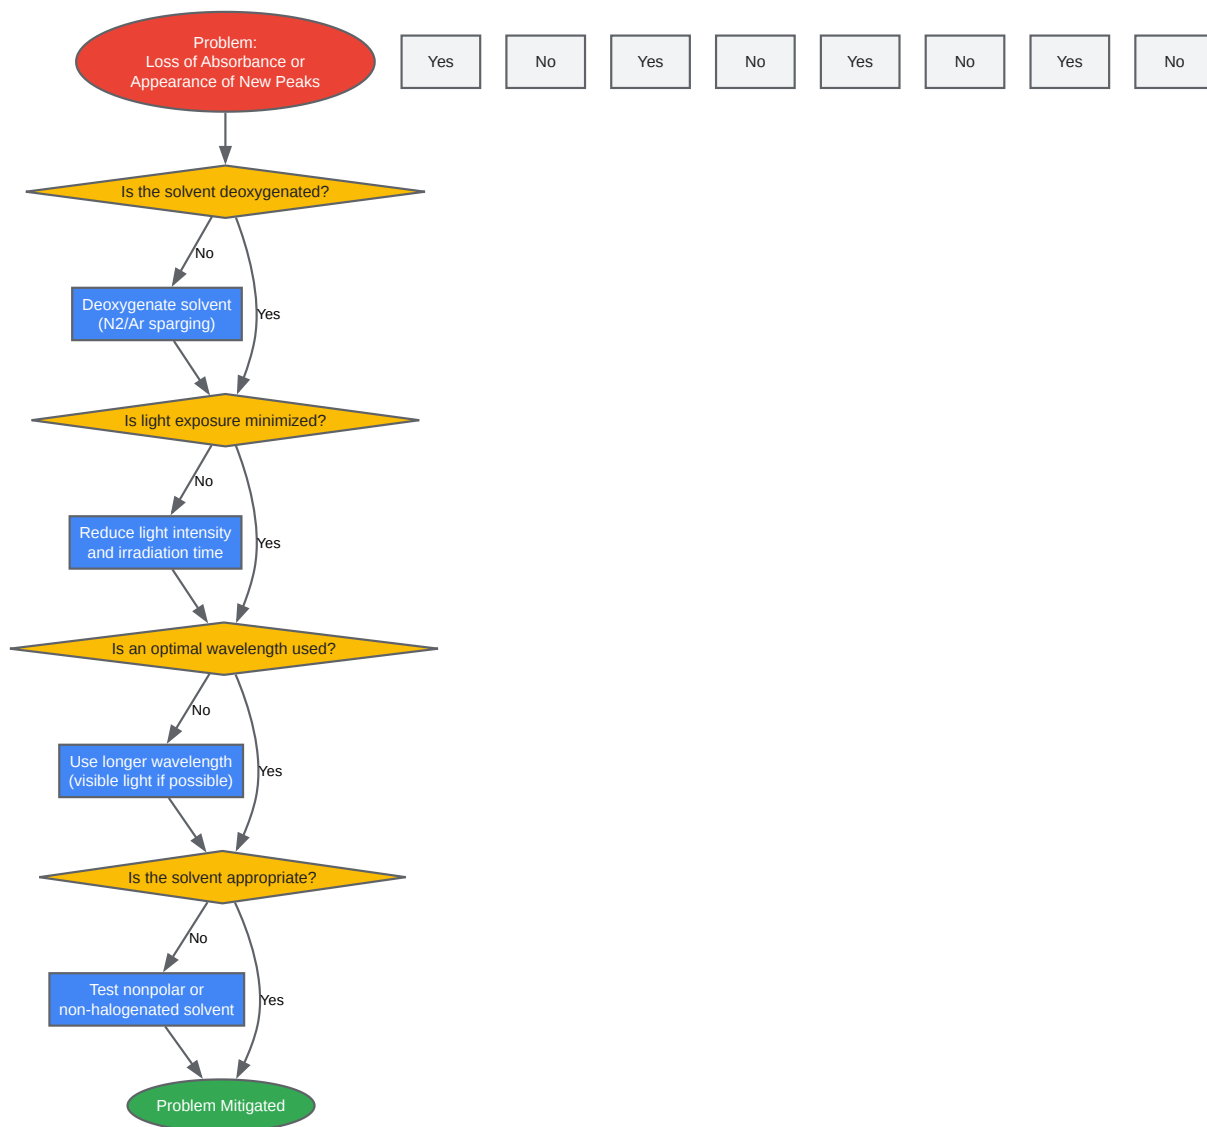 Problem:
Loss of Absorbance or
Appearance of New Peaks
Yes
No
Yes
No
Yes
No
Yes
No
Is the solvent deoxygenated?
No
Deoxygenate solvent
(N2/Ar sparging)
Yes
Is light exposure minimized?
No
Reduce light intensity
and irradiation time
Yes
Is an optimal wavelength used?
No
Use longer wavelength
(visible light if possible)
Yes
Is the solvent appropriate?
No
Test nonpolar or
non-halogenated solvent
Yes
Problem Mitigated